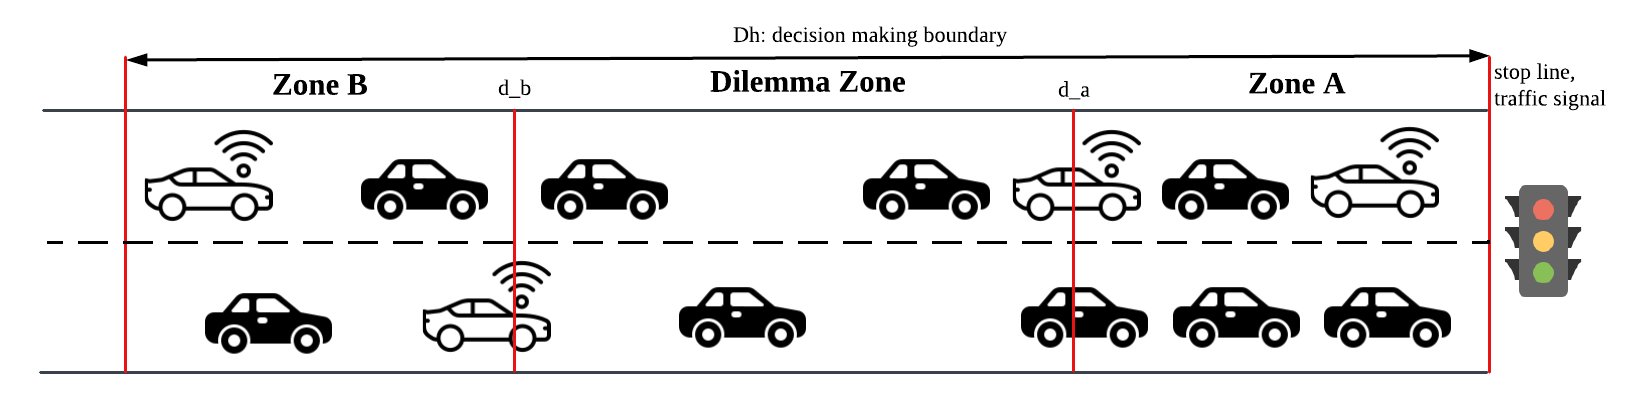 Dh: decision making boundary
Zone B
d_b
Dilemma Zone
d_a
Zone A
stop line,
traffic signal